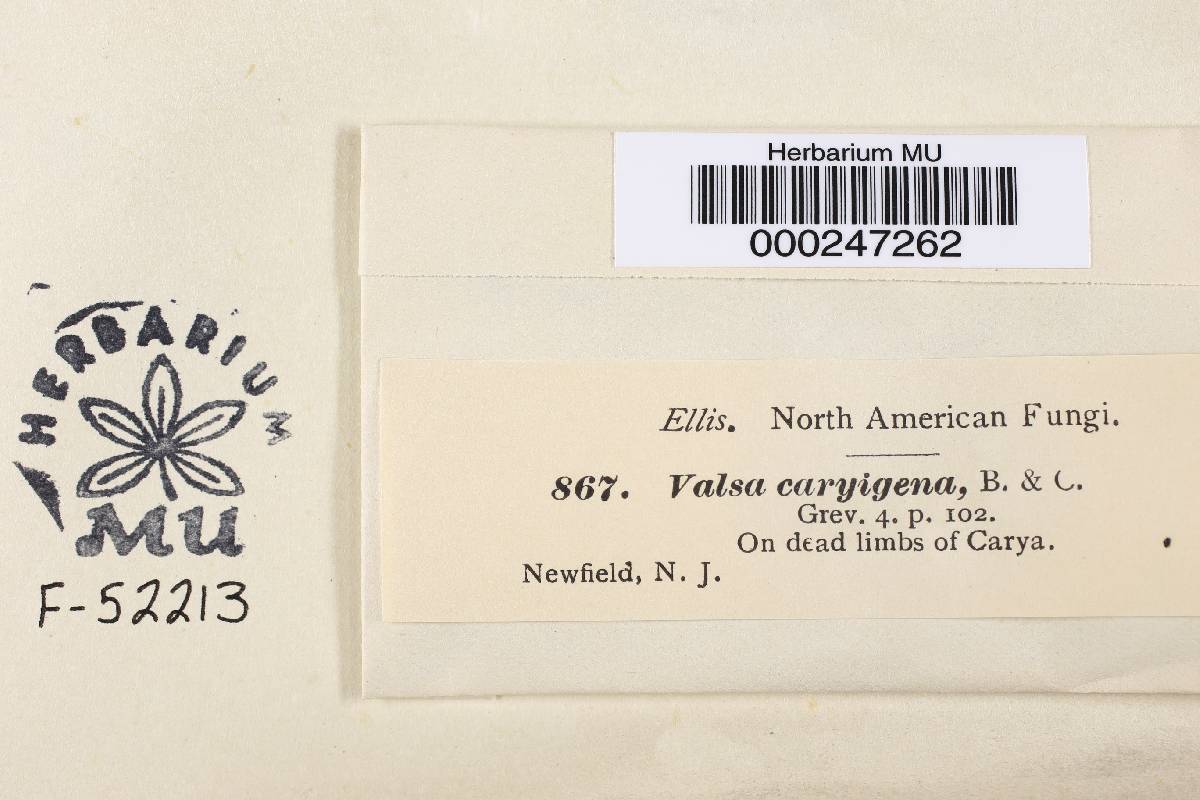 Herbarium MU
000247262
HERBARIUM
MU
F-52213
Ellis. North American Fungi.
867. Valsa caryigena, B. & C.
Grev. 4. p. 102.
On dead limbs of Carya.
Newfield, N. J.